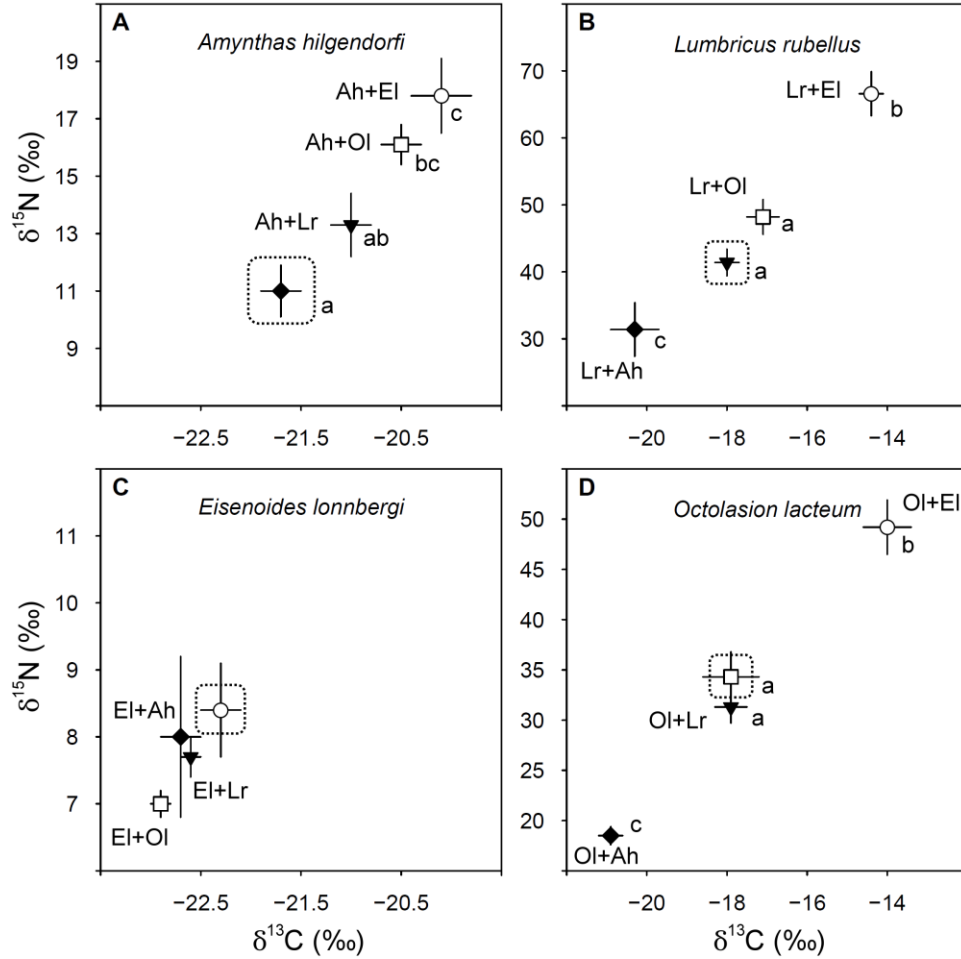 A
Amynthas hilgendorfi
δ15N (‰)
19
17
15
13
11
9
Ah+El
c
Ah+Ol
bc
Ah+Lr
ab
a
−22.5
−21.5
−20.5
B
Lumbricus rubellus
70
60
50
40
30
Lr+El
b
Lr+Ol
a
a
c
Lr+Ah
−20
−18
−16
−14
C
Eisenoides lonnbergi
δ15N (‰)
11
10
9
8
7
El+Ah
El+Lr
El+Ol
−22.5
−21.5
−20.5
δ13C (‰)
D
Octolasion lacteum
50
45
40
35
30
25
20
Ol+El
b
a
Ol+Lr
a
c
Ol+Ah
−20
−18
−16
−14
δ13C (‰)